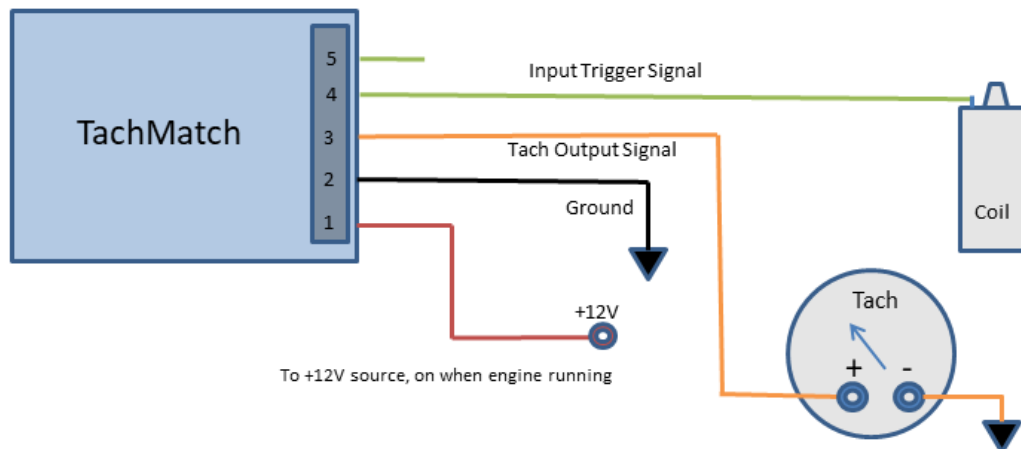 5
Input Trigger Signal
4
TachMatch
3
Tach Output Signal
2
Ground
1
Coil
Tach
+12V
+ -
To +12V source, on when engine running